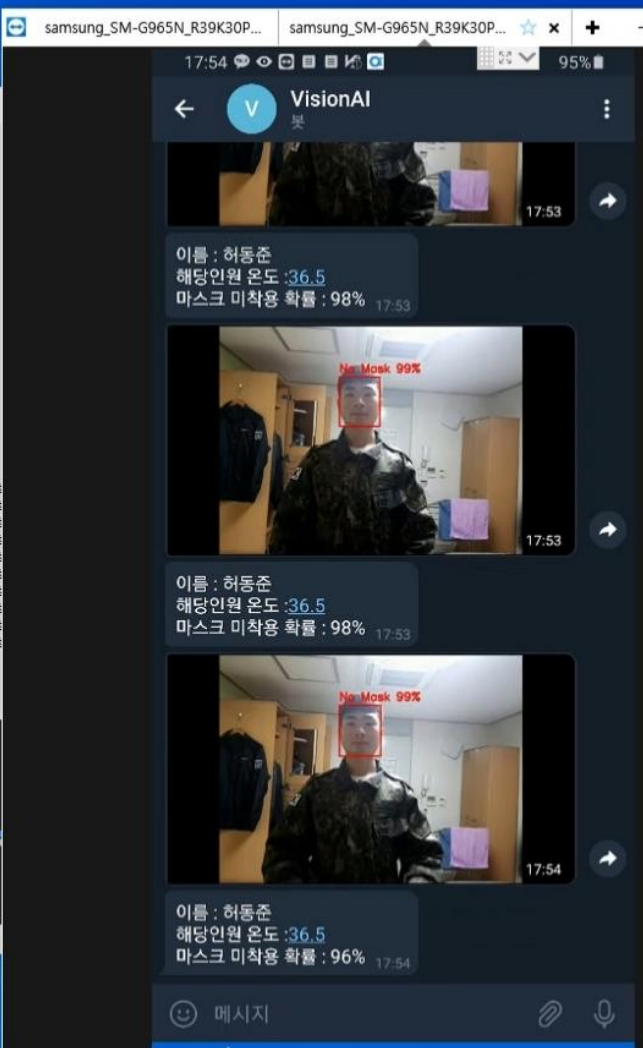 samsung_SM-G965N_R39K30P...
samsung_SM-G965N_R39K30P...
17:54
95%
V
VisionAI
봇
17:53
이름 : 허동준
해당인원 온도 :36.5
마스크 미착용 확률 : 98% 17:53
No Mask 99%
17:53
이름 : 허동준
해당인원 온도 :36.5
마스크 미착용 확률 : 98% 17:53
No Mask 99%
17:54
이름 : 허동준
해당인원 온도 :36.5
마스크 미착용 확률 : 96% 17:54
메시지